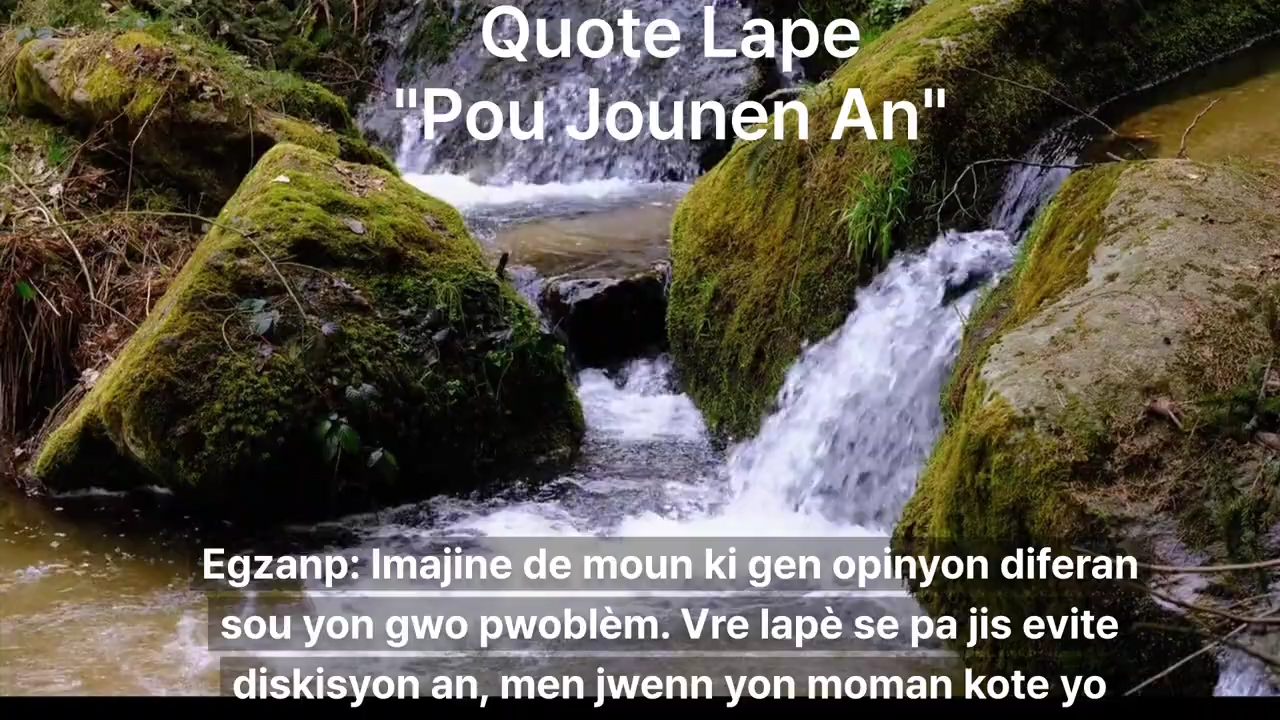 Quote Lape
"Pou Jounen An"
Egzanp: Imajine de moun ki gen opinyon diferan
sou yon gwo pwoblèm. Vre lapè se pa jis evite
diskisyon an, men jwenn yon moman kote yo